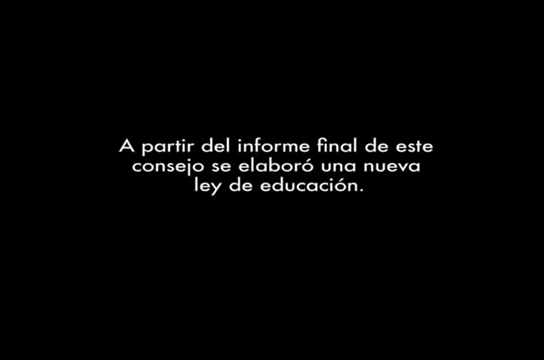 A partir del informe final de este
consejo se elaboró una nueva
ley de educación.